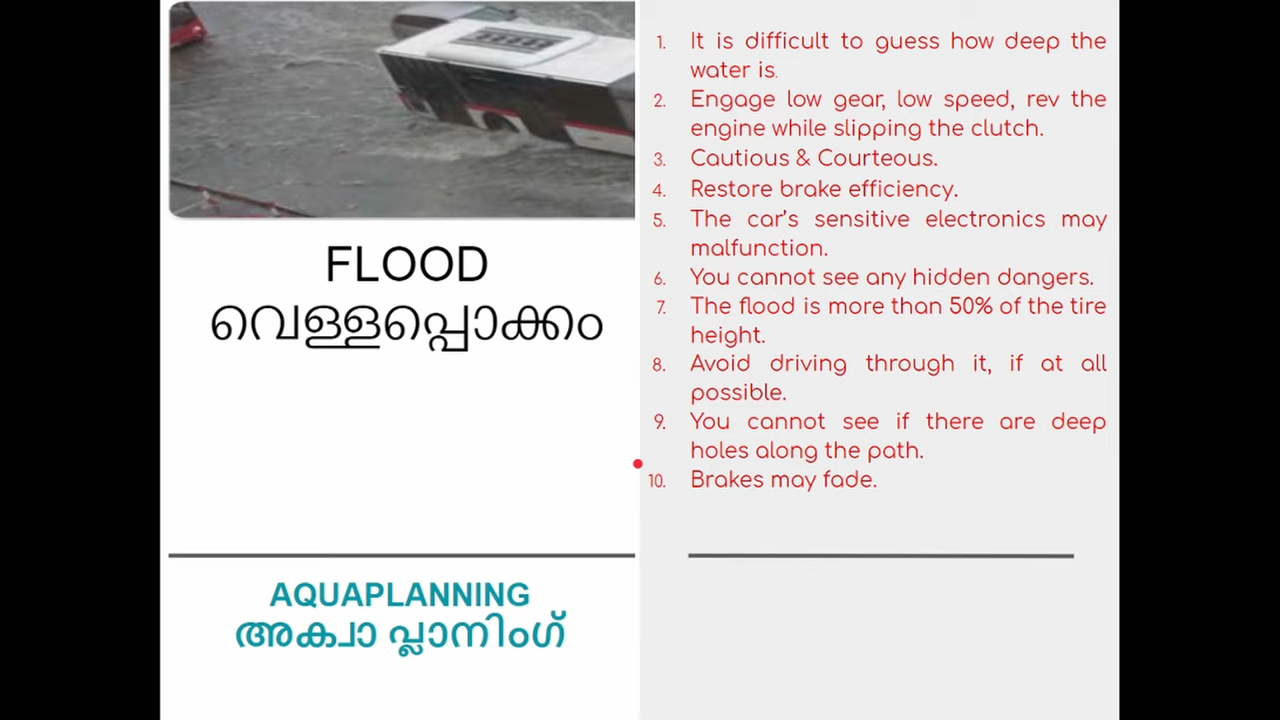 FLOOD
വെള്ളപ്പൊക്കം
AQUAPLANNING
അക്വാ പ്ലാനിംഗ്
1. It is difficult to guess how deep the
water is.
2. Engage low gear, low speed, rev the
engine while slipping the clutch.
3. Cautious & Courteous.
4. Restore brake efficiency.
5. The car's sensitive electronics may
malfunction.
6. You cannot see any hidden dangers.
7. The flood is more than 50% of the tire
height.
8. Avoid driving through it, if at all
possible.
9. You cannot see if there are deep
holes along the path.
10. Brakes may fade.